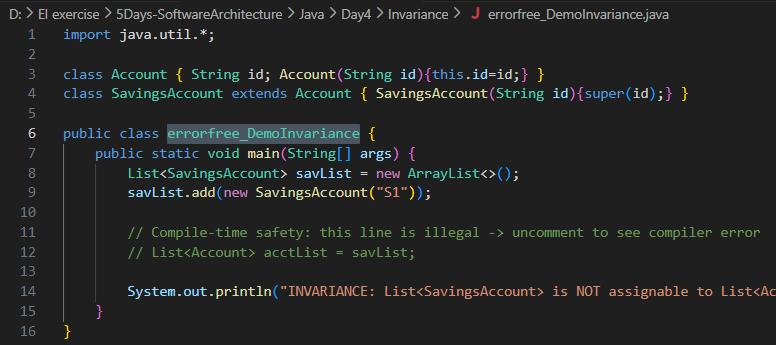 D: > EI exercise > 5Days-SoftwareArchitecture > Java > Day4 > Invariance > J errorfree_DemoInvariance.java
1 import java.util.*;
2
3 class Account { String id; Account(String id){this.id=id;} }
4 class SavingsAccount extends Account { SavingsAccount(String id){super(id);} }
5
6 public class errorfree_DemoInvariance {
7 public static void main(String[] args) {
8 List<SavingsAccount> savList = new ArrayList<>();
9 savList.add(new SavingsAccount("S1"));
10
11 // Compile-time safety: this line is illegal -> uncomment to see compiler error
12 // List<Account> acctList = savList;
13
14 System.out.println("INVARIANCE: List<SavingsAccount> is NOT assignable to List<Ac
15 }
16 }